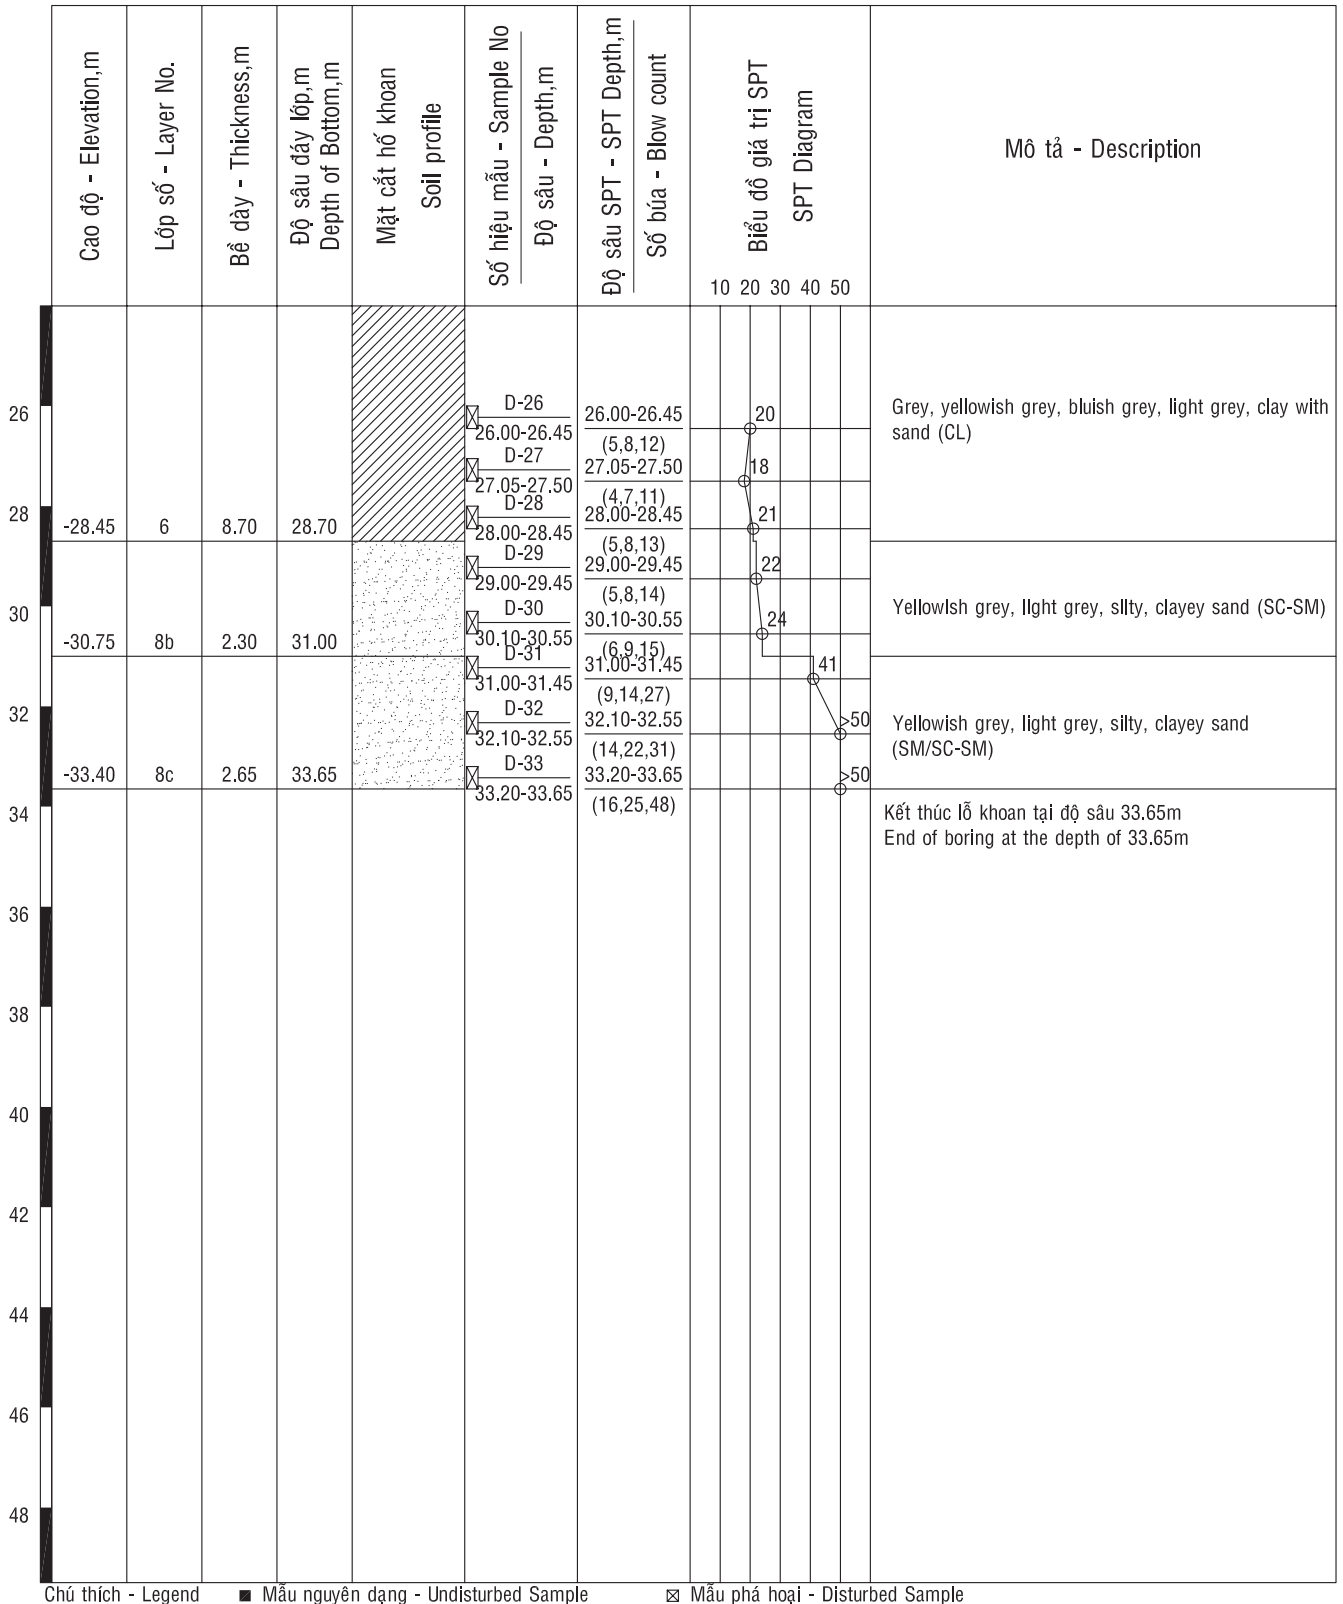 Cao độ - Elevation,m
Lớp số - Layer No.
Bề dày - Thickness,m
Độ sâu đáy lớp,m
Depth of Bottom,m
Mặt cắt hố khoan
Soil profile
Số hiệu mẫu - Sample No
Độ sâu - Depth,m
Độ sâu SPT - SPT Depth,m
Số búa - Blow count
Biểu đồ giá trị SPT
SPT Diagram
10 20 30 40 50
Mô tả - Description
26
28
30
32
34
36
38
40
42
44
46
48
-28.45 6 8.70 28.70
-30.75 8b 2.30 31.00
-33.40 8c 2.65 33.65
D-26
26.00-26.45
D-27
27.05-27.50
D-28
28.00-28.45
D-29
29.00-29.45
D-30
30.10-30.55
D-31
31.00-31.45
D-32
32.10-32.55
D-33
33.20-33.65
26.00-26.45
(5,8,12)
27.05-27.50
(4,7,11)
28.00-28.45
(5,8,13)
29.00-29.45
(5,8,14)
30.10-30.55
(6,9,15)
31.00-31.45
(9,14,27)
32.10-32.55
(14,22,31)
33.20-33.65
(16,25,48)
20
18
21
22
24
41
>50
>50
Grey, yellowish grey, bluish grey, light grey, clay with
sand (CL)
Yellowish grey, light grey, silty, clayey sand (SC-SM)
Yellowish grey, light grey, silty, clayey sand
(SM/SC-SM)
Kết thúc lỗ khoan tại độ sâu 33.65m
End of boring at the depth of 33.65m
Chú thích - Legend ■ Mẫu nguyên dạng - Undisturbed Sample ☒ Mẫu phá hoại - Disturbed Sample